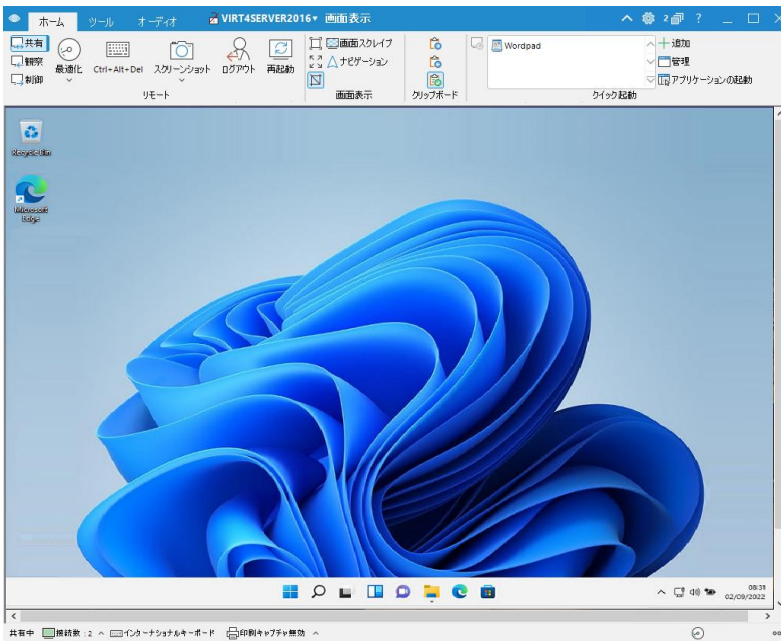 ホーム ツール オーディオ VIRT4SERVER2016 画面表示 2 ?
共有
観察
制御
最適化
Ctrl+Alt+Del
スクリーンショット
ログアウト
再起動
リモート
画面スクレイプ
ナビゲーション
画面表示
クリップボード
Wordpad
追加
管理
アプリケーションの起動
クイック起動
Recycle Bin
Microsoft
Edge
08:31
02/09/2022
共有中 接続数 : 2 インターナショナルキーボード 印刷キャプチャ無効